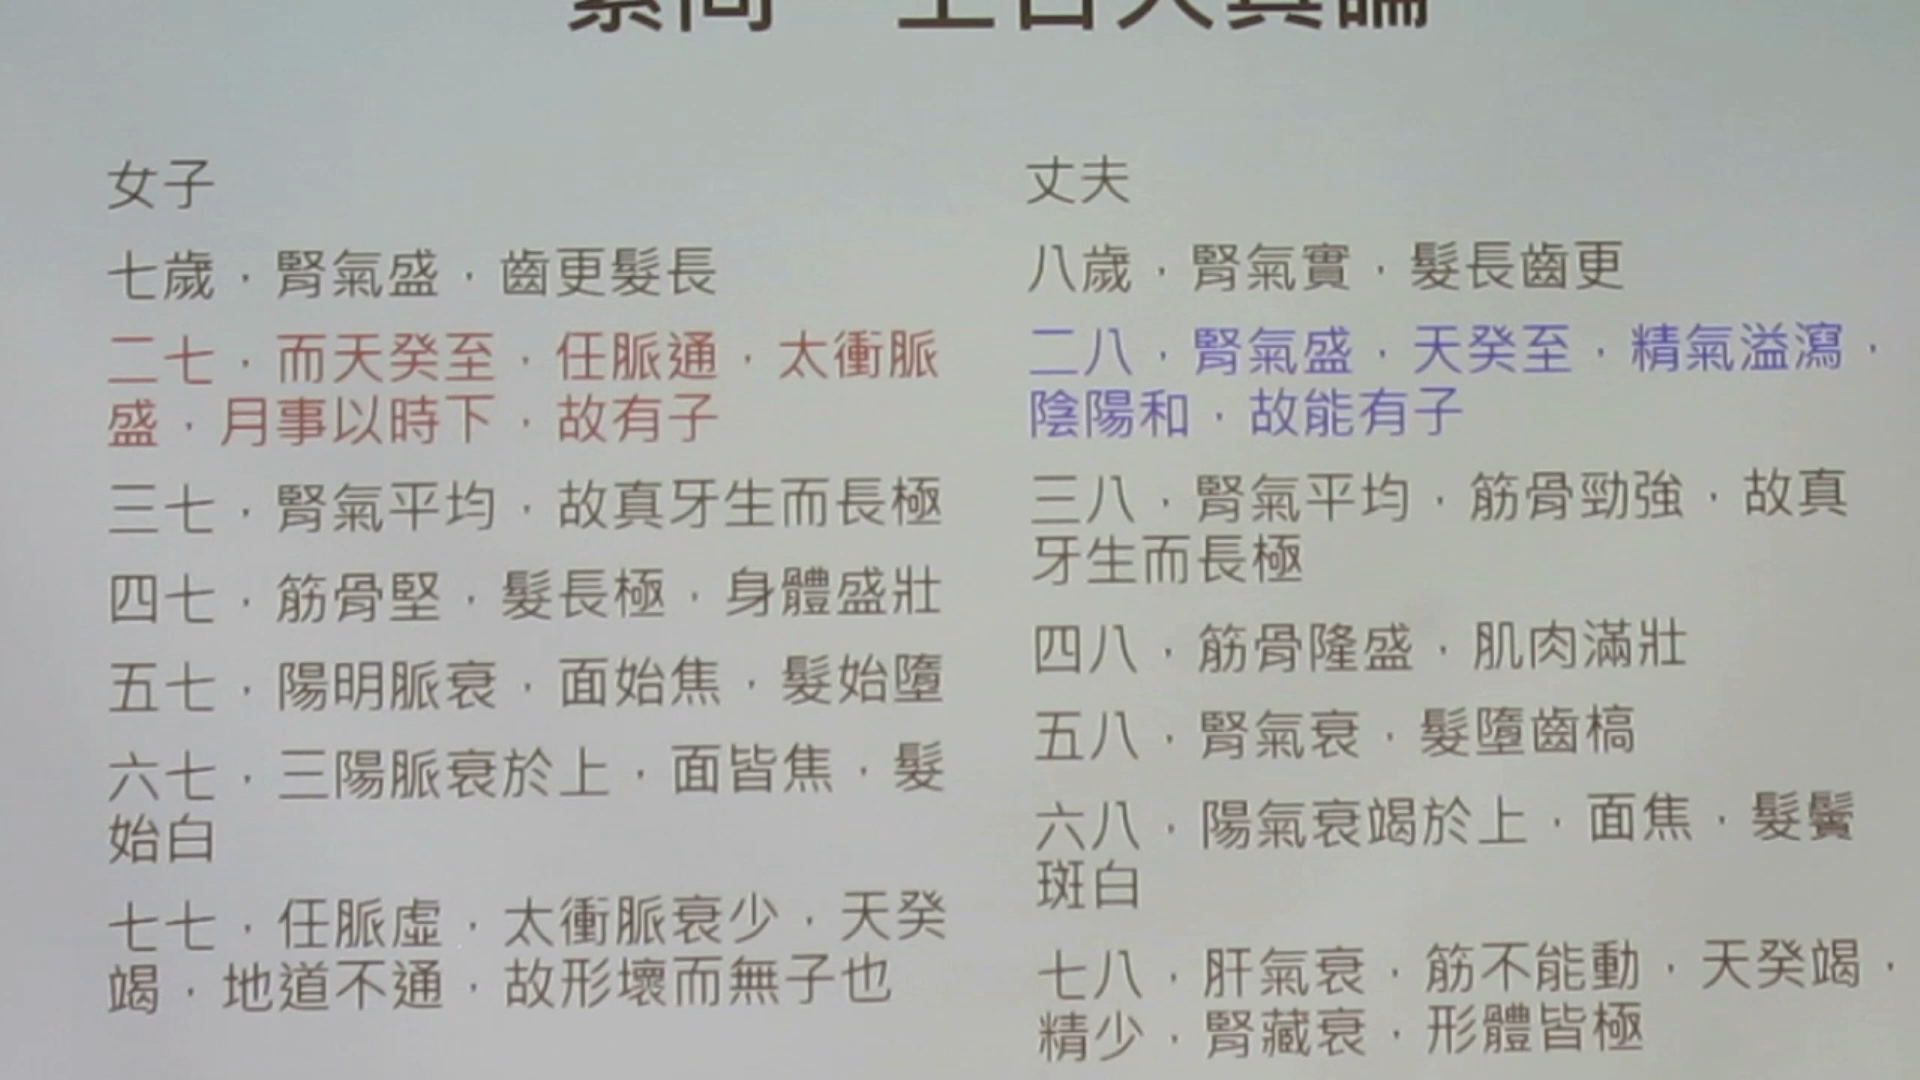 素問 上古天真論
女子
七歲，腎氣盛，齒更髮長
二七，而天癸至，任脈通，太衝脈
盛，月事以時下，故有子
三七，腎氣平均，故真牙生而長極
四七，筋骨堅，髮長極，身體盛壯
五七，陽明脈衰，面始焦，髮始墮
六七，三陽脈衰於上，面皆焦，髮
始白
七七，任脈虛，太衝脈衰少，天癸
竭，地道不通，故形壞而無子也
丈夫
八歲，腎氣實，髮長齒更
二八，腎氣盛，天癸至，精氣溢瀉，
陰陽和，故能有子
三八，腎氣平均，筋骨勁強，故真
牙生而長極
四八，筋骨隆盛，肌肉滿壯
五八，腎氣衰，髮墮齒槁
六八，陽氣衰竭於上，面焦，髮鬢
斑白
七八，肝氣衰，筋不能動，天癸竭，
精少，腎藏衰，形體皆極